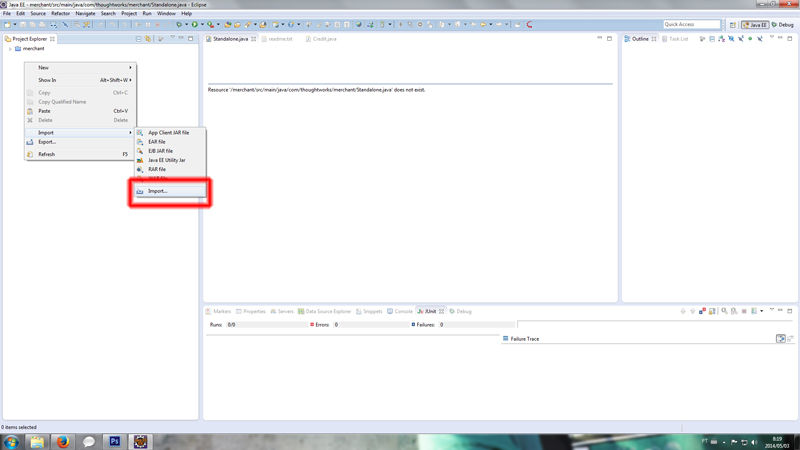 Java EE - merchant/src/main/java/com/thoughtworks/merchant/Standalone.java - Eclipse
File Edit Source Refactor Navigate Search Project Run Window Help
Quick Access
Java EE
Debug
Project Explorer
merchant
New
Show In Alt+Shift+W
Copy Ctrl+C
Copy Qualified Name
Paste Ctrl+V
Delete Delete
Import
Export...
Refresh F5
App Client JAR file
EAR file
EJB JAR file
Java EE Utility Jar
RAR file
Import...
Standalone.java
readme.txt
Credit.java
Resource '/merchant/src/main/java/com/thoughtworks/merchant/Standalone.java' does not exist.
Outline
Task List
Markers Properties Servers Data Source Explorer Snippets Console JUnit Debug
Runs: 0/0 Errors: 0 Failures: 0
Failure Trace
0 items selected
Ps
PT
8:19
2014/05/03